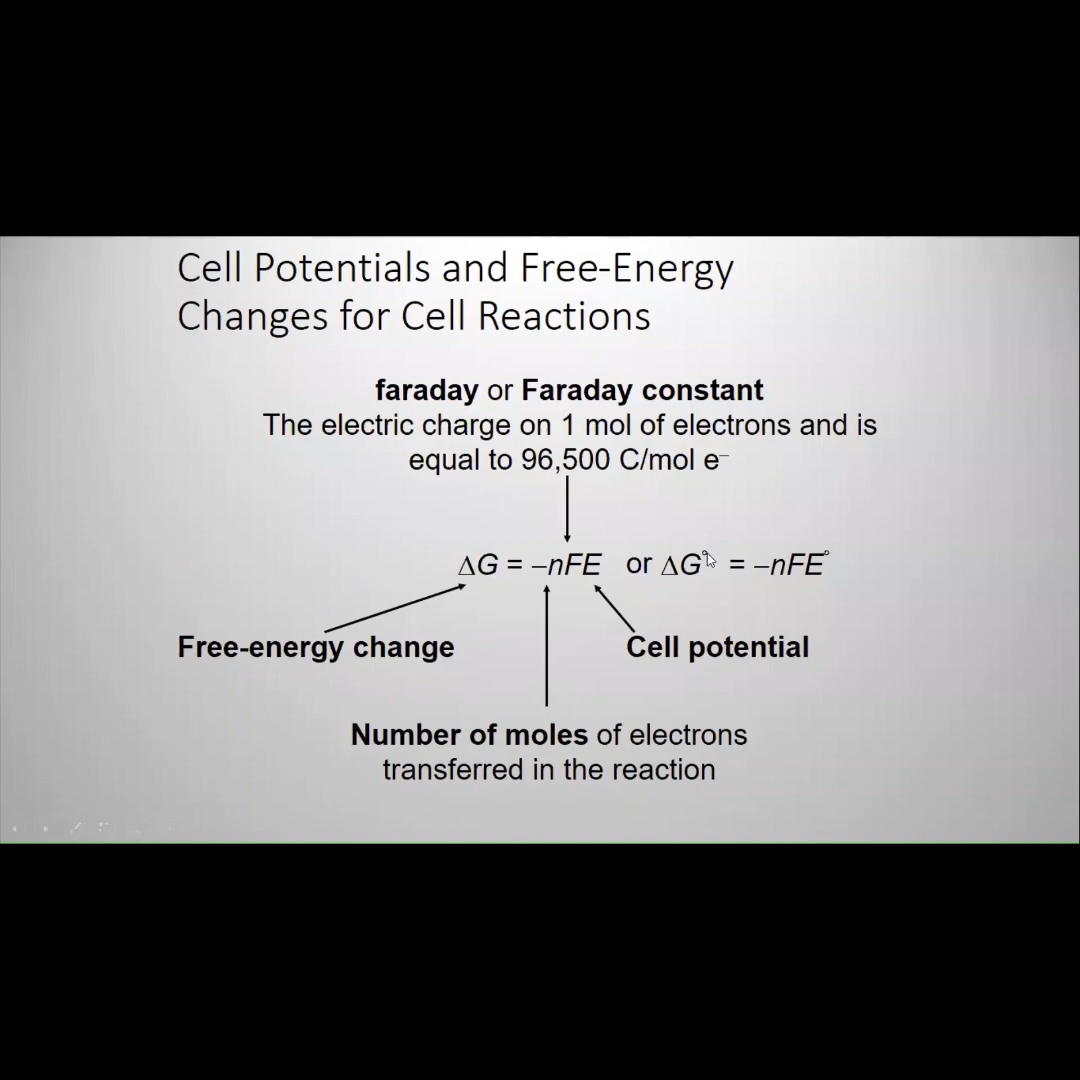 Cell Potentials and Free-Energy
Changes for Cell Reactions
faraday or Faraday constant
The electric charge on 1 mol of electrons and is
equal to 96,500 C/mol e⁻
ΔG = –nFE or ΔG° = –nFE°
Free-energy change
Cell potential
Number of moles of electrons
transferred in the reaction